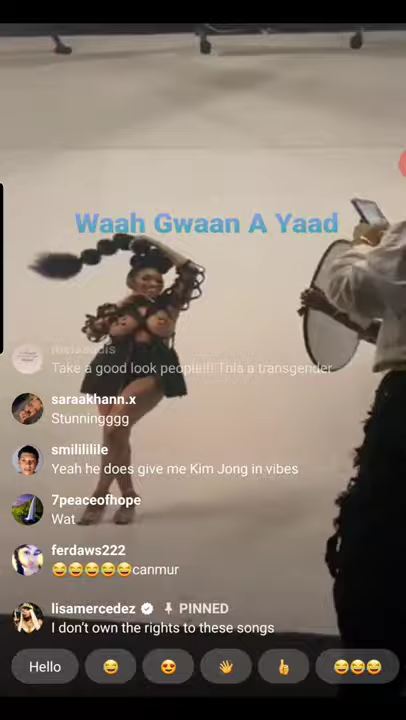 Waah Gwaan A Yaad
Take a good look people!!! This a transgender
saraakhann.x
Stunningggg
smilililile
Yeah he does give me Kim Jong in vibes
7peaceofhope
Wat
ferdaws222
😂😂😂😂😂canmur
lisamercedez PINNED
I don't own the rights to these songs
Hello 😂 😍 👋 👍 😂😂😂